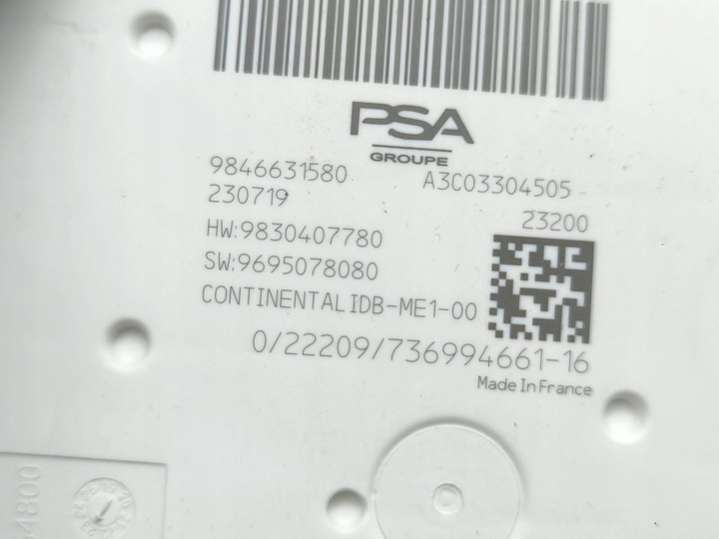 PSA
GROUPE
9846631580 A3C03304505
230719 23200
HW:9830407780
SW:9695078080
CONTINENTAL IDB-ME1-00
0/22209/736994661-16
Made In France
4800